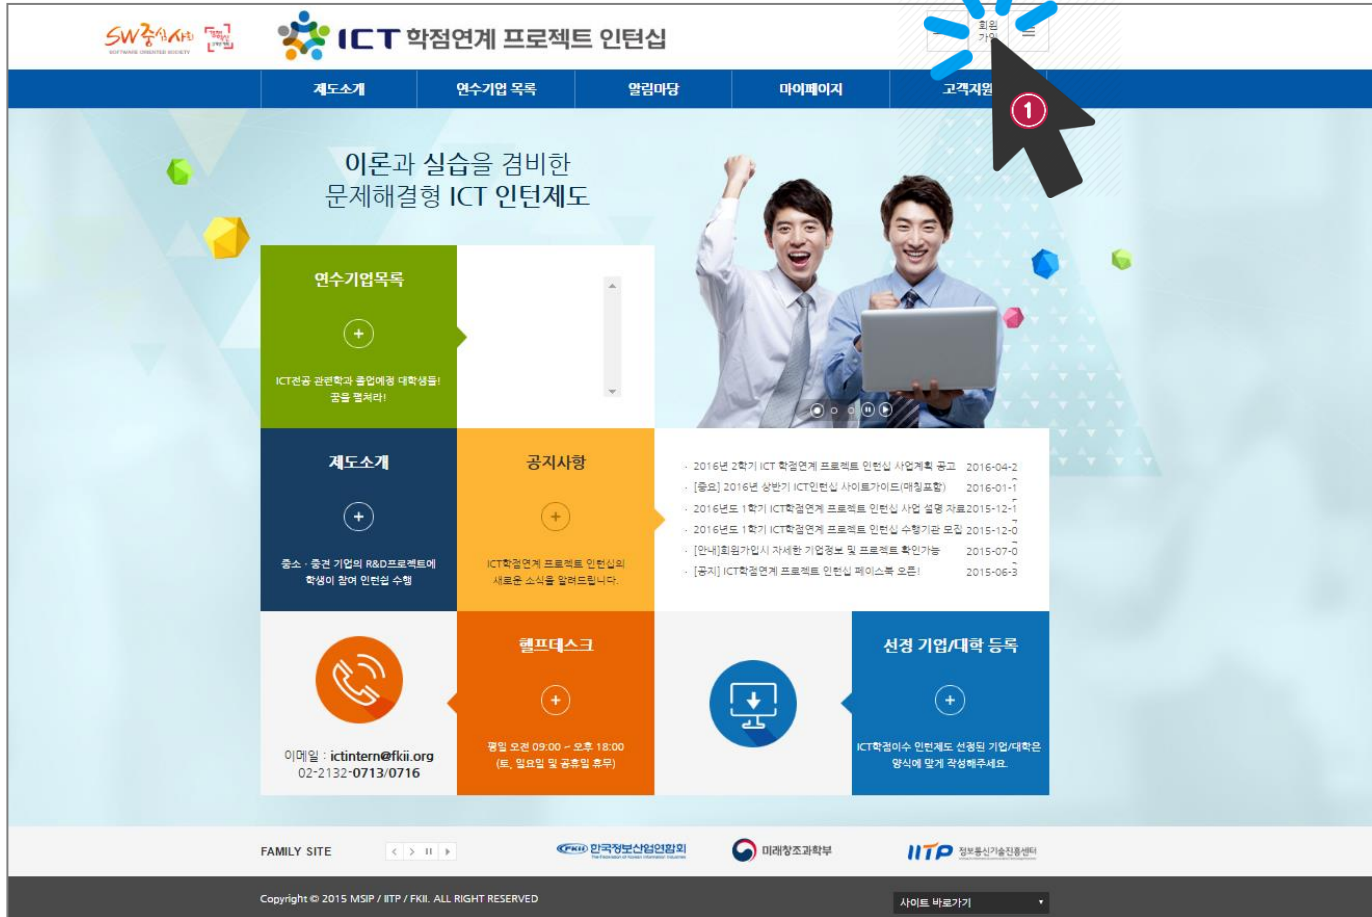 SW중심사회
SOFTWARE ORIENTED SOCIETY
ICT 학점연계 프로젝트 인턴십
회원
가입
제도소개
연수기업 목록
알림마당
마이페이지
고객지원
1
이론과 실습을 겸비한
문제해결형 ICT 인턴제도
연수기업목록
ICT전공 관련학과 졸업예정 대학생들!
꿈을 펼쳐라!
제도소개
중소 · 중견 기업의 R&D프로젝트에
학생이 참여 인턴쉽 수행
공지사항
ICT학점연계 프로젝트 인턴십의
새로운 소식을 알려드립니다.
· 2016년 2학기 ICT 학점연계 프로젝트 인턴십 사업계획 공고 2016-04-2
· [중요] 2016년 상반기 ICT인턴십 사이트가이드(매칭포함) 2016-01-1
· 2016년도 1학기 ICT학점연계 프로젝트 인턴십 사업 설명 자료 2015-12-1
· 2016년도 1학기 ICT학점연계 프로젝트 인턴십 수행기관 모집 2015-12-0
· [안내]회원가입시 자세한 기업정보 및 프로젝트 확인가능 2015-07-0
· [공지] ICT학점연계 프로젝트 인턴십 페이스북 오픈! 2015-06-3
이메일 : ictintern@fkii.org
02-2132-0713/0716
헬프데스크
평일 오전 09:00 ~ 오후 18:00
(토, 일요일 및 공휴일 휴무)
선정 기업/대학 등록
ICT학점이수 인턴제도 선정된 기업/대학은
양식에 맞게 작성해주세요.
FAMILY SITE
FKII 한국정보산업연합회
The Federation of Korean Information Industries
미래창조과학부
IITP 정보통신기술진흥센터
Copyright © 2015 MSIP / IITP / FKII. ALL RIGHT RESERVED
사이트 바로가기